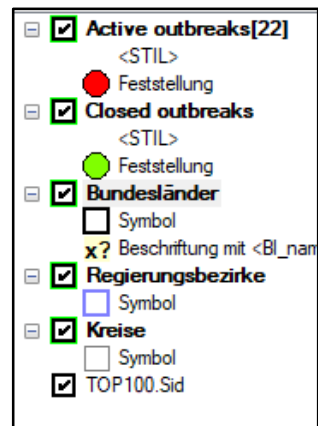 Active outbreaks[22]
<STIL>
Feststellung
Closed outbreaks
<STIL>
Feststellung
Bundesländer
Symbol
x? Beschriftung mit <Bl_nam
Regierungsbezirke
Symbol
Kreise
Symbol
TOP100.Sid